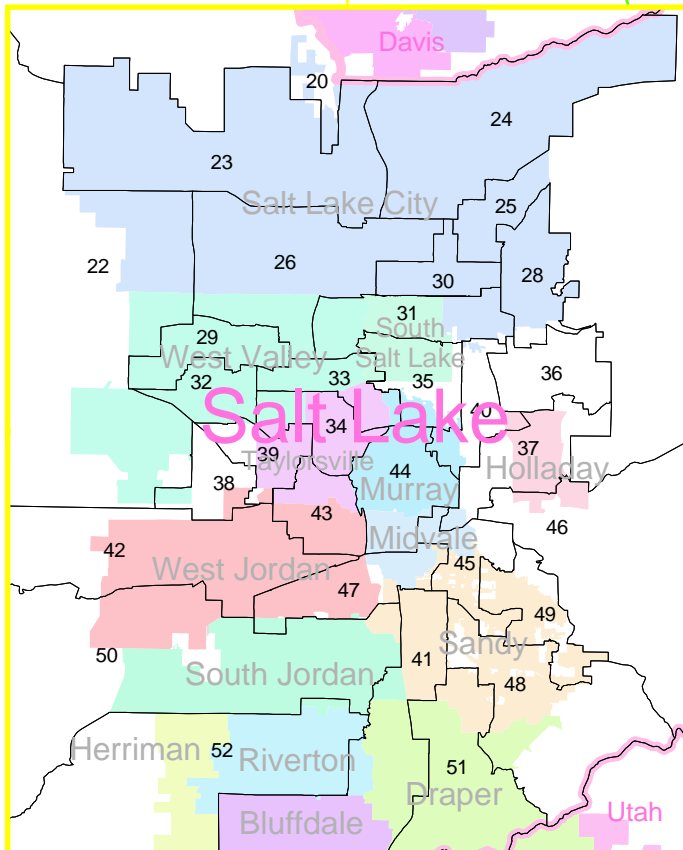 Davis
20
24
23
Salt Lake City
25
22
26
28
30
31
South
29
West Valley
Salt Lake
36
33
32
35
40
Salt Lake
34
37
39
Taylorsville
44
Holladay
38
Murray
43
46
Midvale
42
45
West Jordan
47
49
Sandy
50
41
South Jordan
48
Herriman
52
Riverton
51
Draper
Utah
Bluffdale